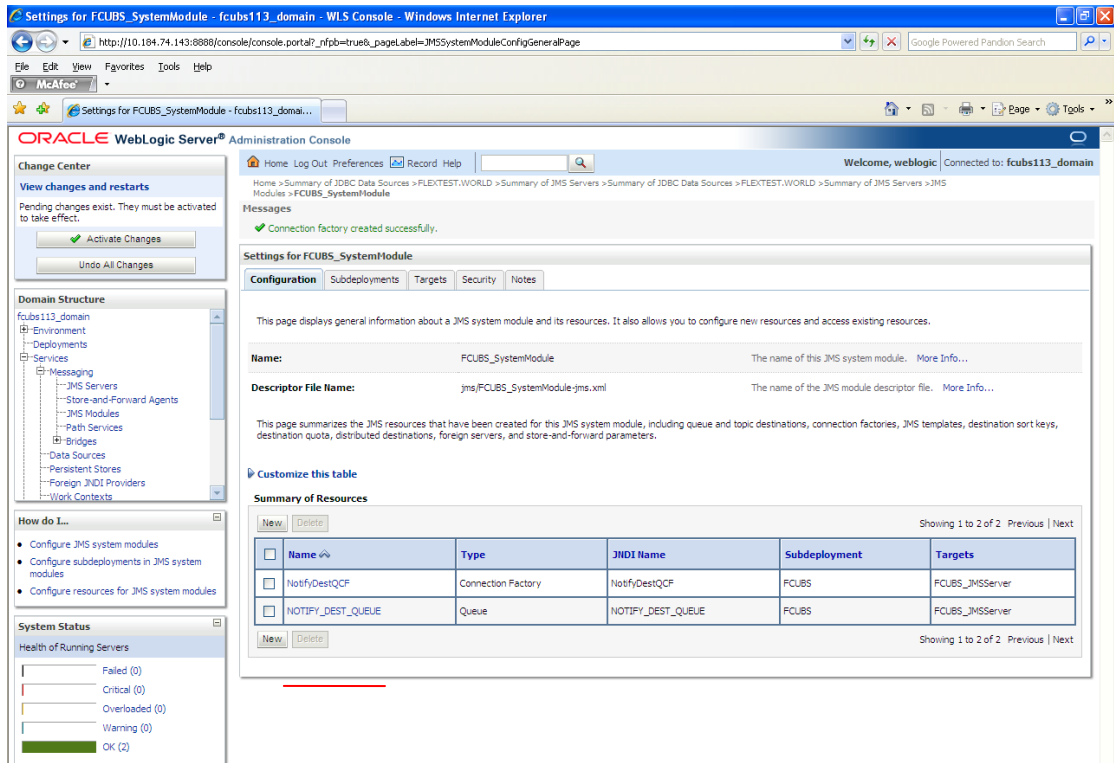 Settings for FCUBS_SystemModule - fcubs113_domain - WLS Console - Windows Internet Explorer
http://10.184.74.143:8888/console/console.portal?_nfpb=true&_pageLabel=JMSSystemModuleConfigGeneralPage
Google Powered Pandion Search
File Edit View Favorites Tools Help
McAfee
Settings for FCUBS_SystemModule - fcubs113_domai...
Page Tools
ORACLE WebLogic Server® Administration Console
Change Center
View changes and restarts
Pending changes exist. They must be activated
to take effect.
Activate Changes
Undo All Changes
Domain Structure
fcubs113_domain
Environment
Deployments
Services
Messaging
JMS Servers
Store-and-Forward Agents
JMS Modules
Path Services
Bridges
Data Sources
Persistent Stores
Foreign JNDI Providers
Work Contexts
How do I...
Configure JMS system modules
Configure subdeployments in JMS system
modules
Configure resources for JMS system modules
System Status
Health of Running Servers
Failed (0)
Critical (0)
Overloaded (0)
Warning (0)
OK (2)
Home Log Out Preferences Record Help
Welcome, weblogic Connected to: fcubs113_domain
Home >Summary of JDBC Data Sources >FLEXTEST.WORLD >Summary of JMS Servers >Summary of JDBC Data Sources >FLEXTEST.WORLD >Summary of JMS Servers >JMS
Modules >FCUBS_SystemModule
Messages
Connection factory created successfully.
Settings for FCUBS_SystemModule
Configuration Subdeployments Targets Security Notes
This page displays general information about a JMS system module and its resources. It also allows you to configure new resources and access existing resources.
Name: FCUBS_SystemModule The name of this JMS system module. More Info...
Descriptor File Name: jms/FCUBS_SystemModule-jms.xml The name of the JMS module descriptor file. More Info...
This page summarizes the JMS resources that have been created for this JMS system module, including queue and topic destinations, connection factories, JMS templates, destination sort keys,
destination quota, distributed destinations, foreign servers, and store-and-forward parameters.
Customize this table
Summary of Resources
New Delete Showing 1 to 2 of 2 Previous | Next
Name Type JNDI Name Subdeployment Targets
NotifyDestQCF Connection Factory NotifyDestQCF FCUBS FCUBS_JMSServer
NOTIFY_DEST_QUEUE Queue NOTIFY_DEST_QUEUE FCUBS FCUBS_JMSServer
New Delete Showing 1 to 2 of 2 Previous | Next